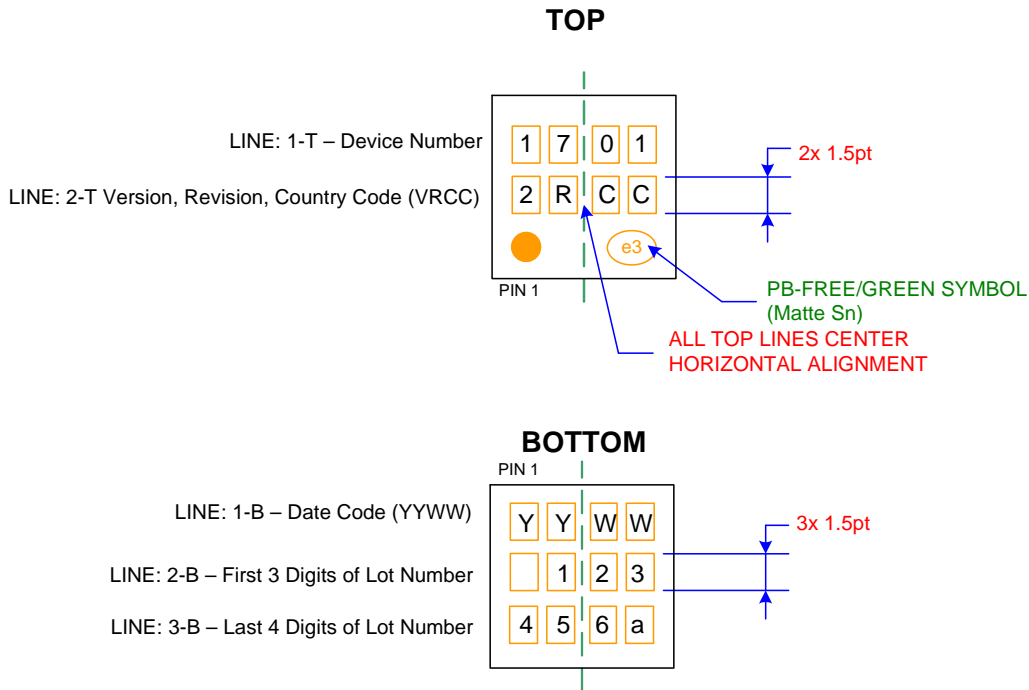 TOP
LINE: 1-T – Device Number
1 7 0 1
2x 1.5pt
LINE: 2-T Version, Revision, Country Code (VRCC)
2 R C C
e3
PIN 1
PB-FREE/GREEN SYMBOL
(Matte Sn)
ALL TOP LINES CENTER
HORIZONTAL ALIGNMENT
BOTTOM
PIN 1
LINE: 1-B – Date Code (YYWW)
Y Y W W
3x 1.5pt
LINE: 2-B – First 3 Digits of Lot Number
1 2 3
LINE: 3-B – Last 4 Digits of Lot Number
4 5 6 a